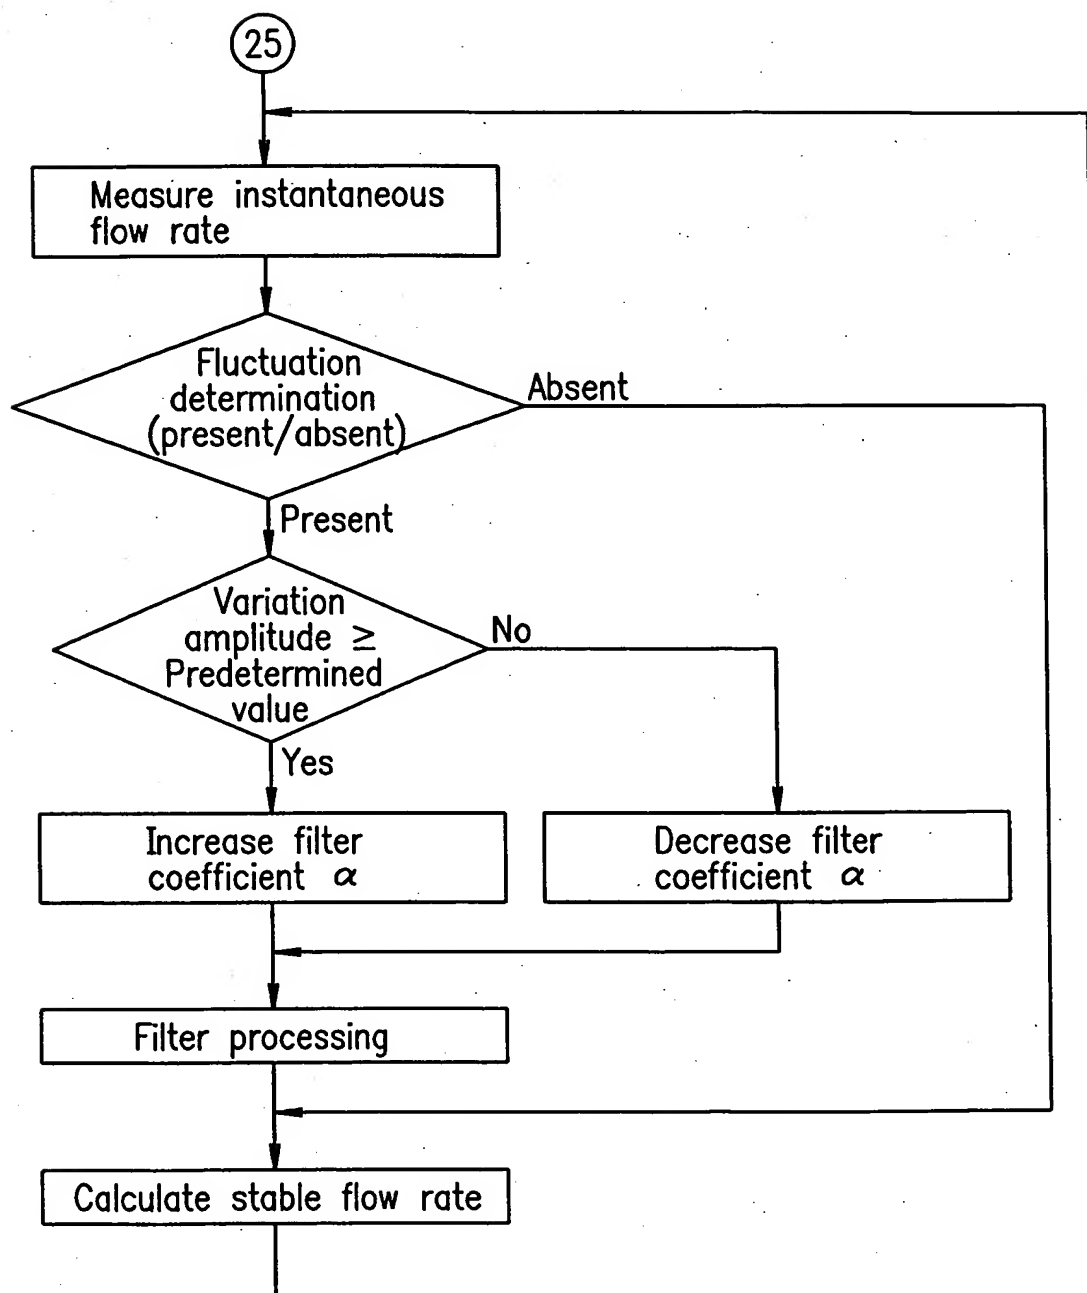 25
Measure instantaneous
flow rate
Fluctuation
determination
(present/absent)
Absent
Present
Variation
amplitude ≥
Predetermined
value
No
Yes
Increase filter
coefficient α
Decrease filter
coefficient α
Filter processing
Calculate stable flow rate